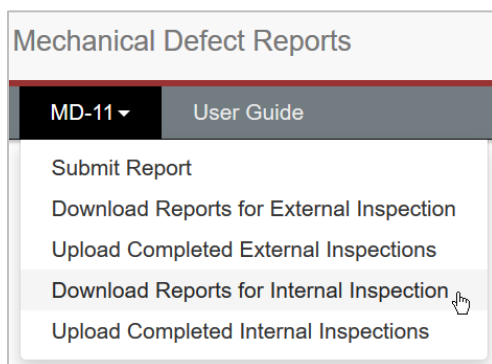 Mechanical Defect Reports
MD-11 User Guide
Submit Report
Download Reports for External Inspection
Upload Completed External Inspections
Download Reports for Internal Inspection
Upload Completed Internal Inspections